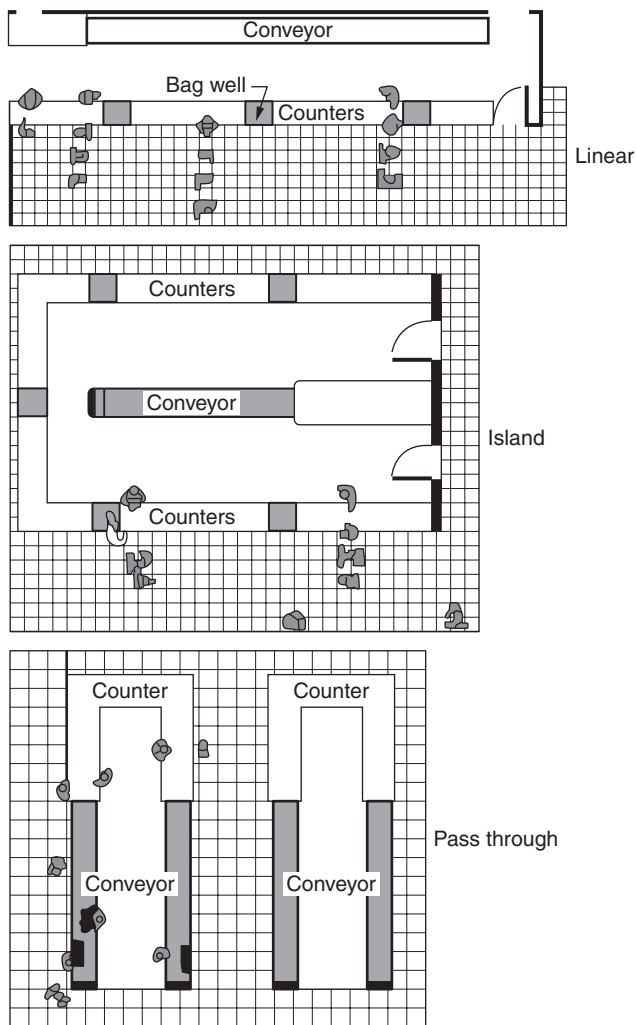 Conveyor
Bag well
Counters
Linear
Counters
Conveyor
Island
Counters
Counter
Counter
Pass through
Conveyor
Conveyor